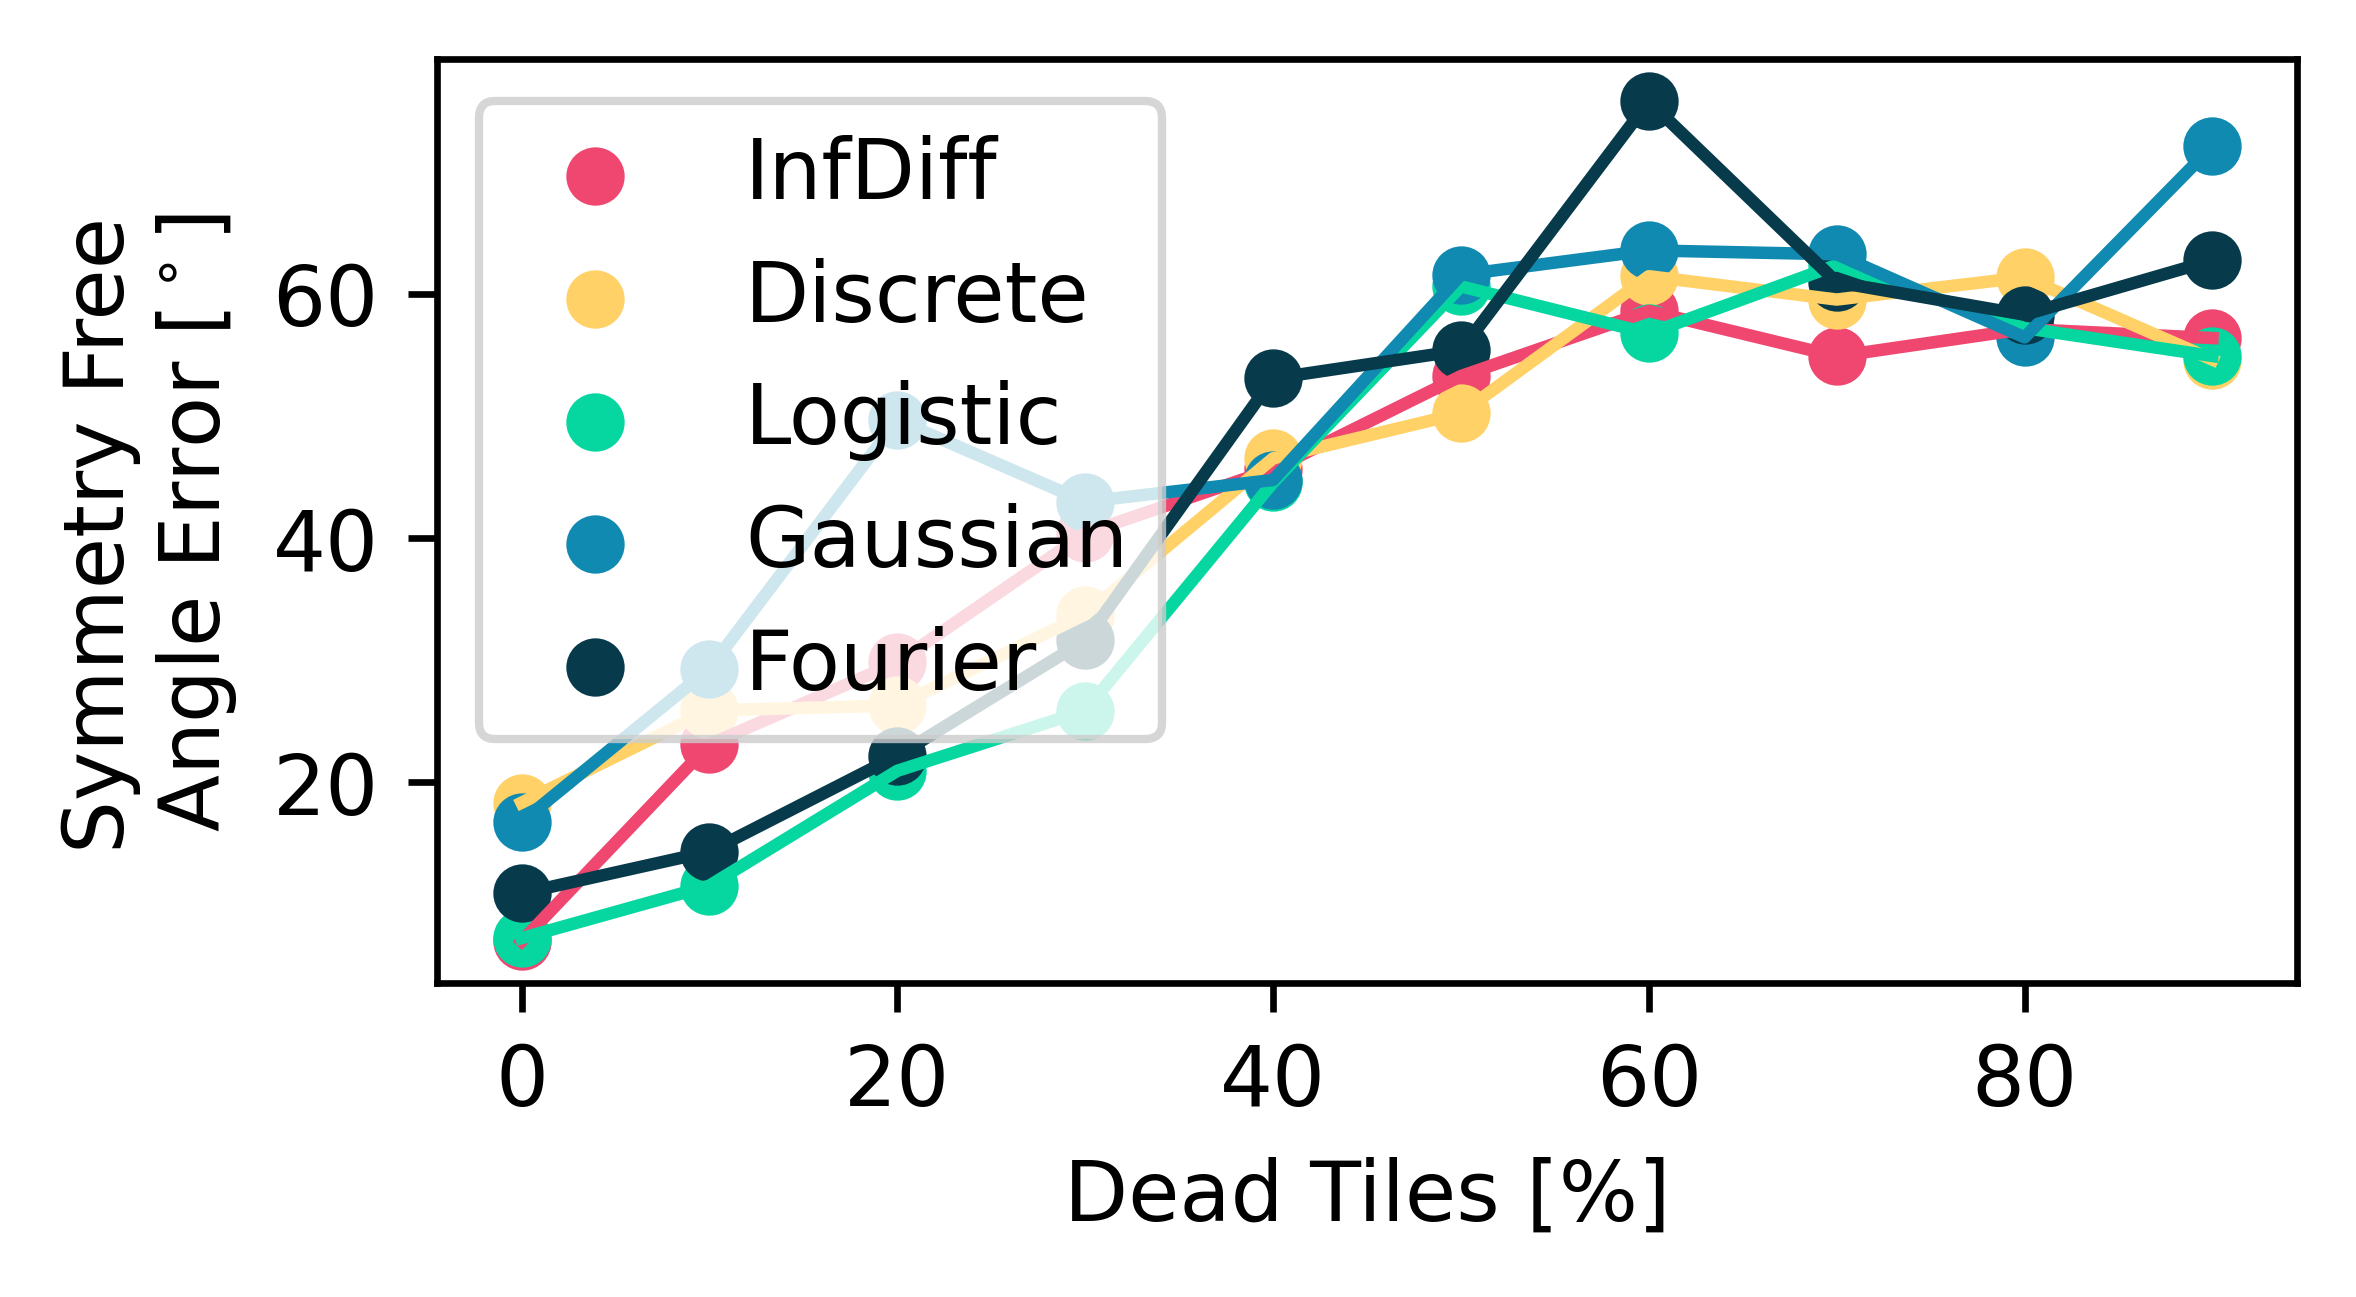 Symmetry Free
Angle Error [°]
60
40
20
InfDiff
Discrete
Logistic
Gaussian
Fourier
0 20 40 60 80
Dead Tiles [%]